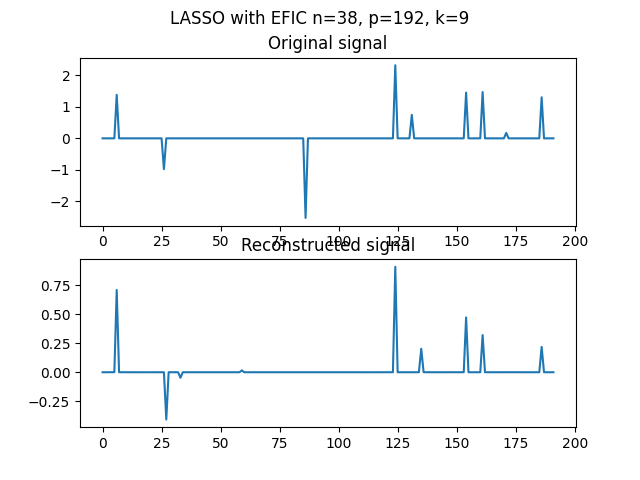 LASSO with EFIC n=38, p=192, k=9
Original signal
2
1
0
−1
−2
0 25 50 75 100 125 150 175 200
Reconstructed signal
0.75
0.50
0.25
0.00
−0.25
0 25 50 75 100 125 150 175 200